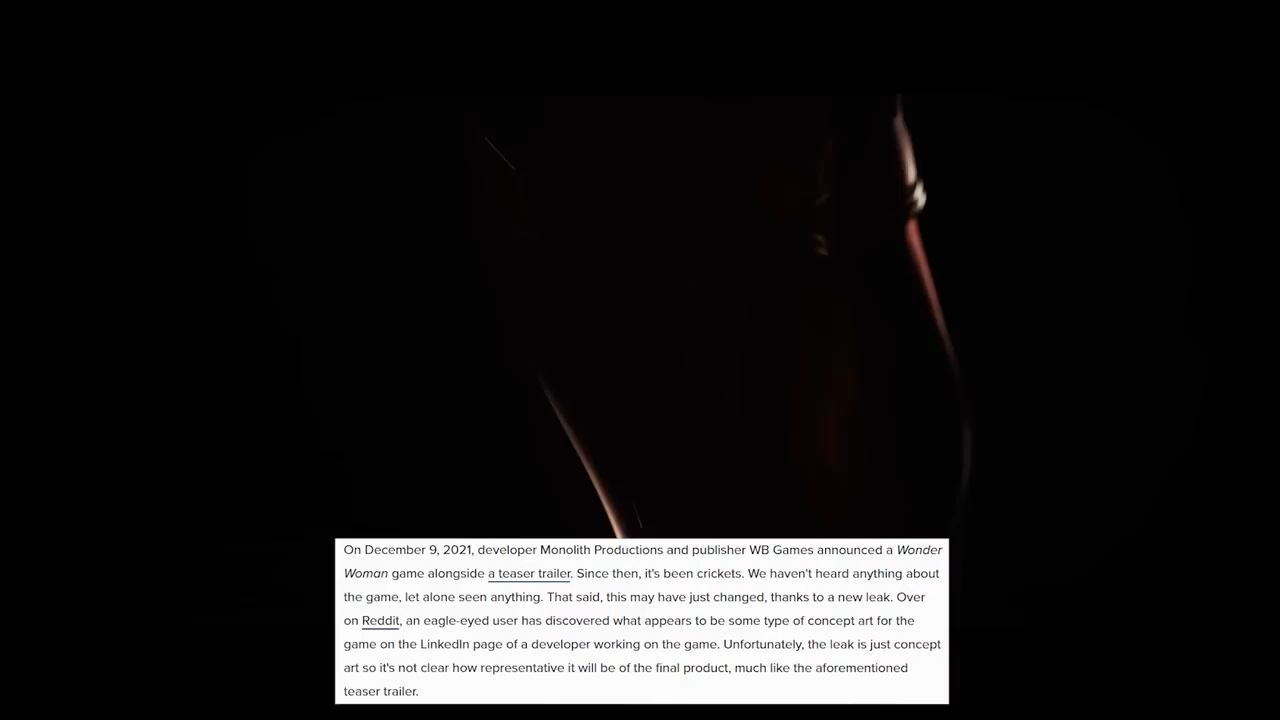 On December 9, 2021, developer Monolith Productions and publisher WB Games announced a Wonder
Woman game alongside a teaser trailer. Since then, it's been crickets. We haven't heard anything about
the game, let alone seen anything. That said, this may have just changed, thanks to a new leak. Over
on Reddit, an eagle-eyed user has discovered what appears to be some type of concept art for the
game on the LinkedIn page of a developer working on the game. Unfortunately, the leak is just concept
art so it's not clear how representative it will be of the final product, much like the aforementioned
teaser trailer.